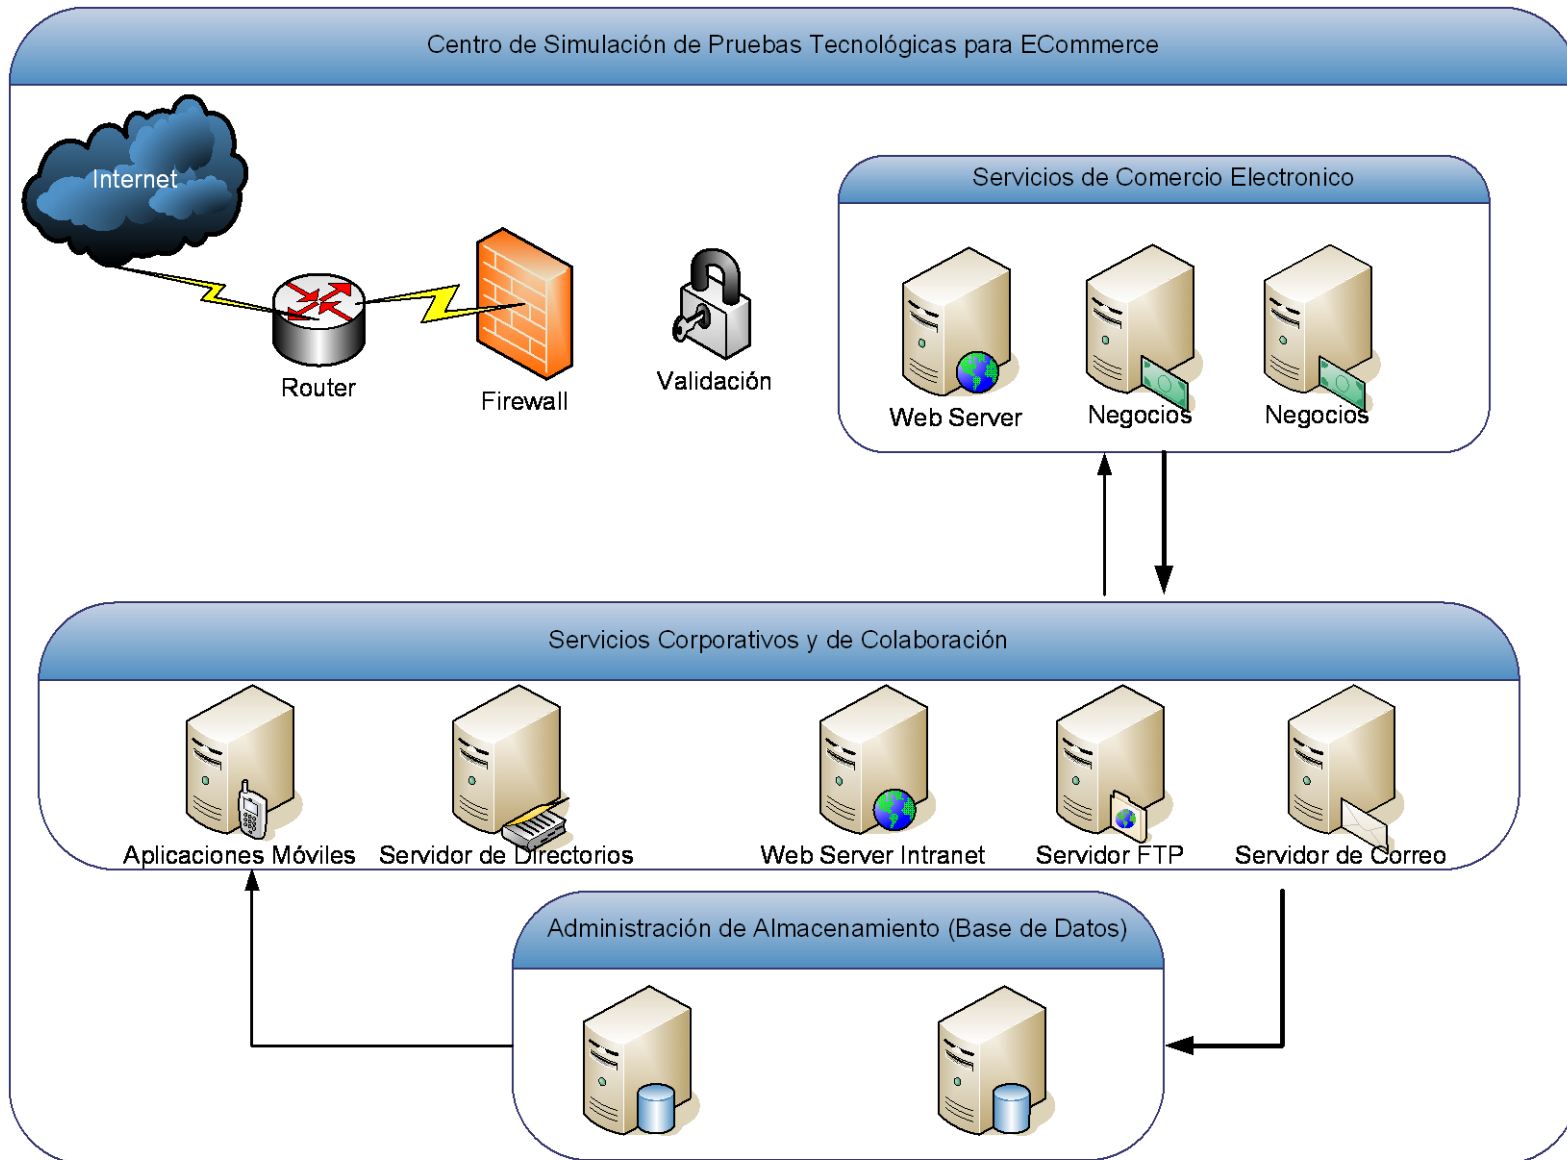 Centro de Simulación de Pruebas Tecnológicas para ECommerce
Internet
Servicios de Comercio Electronico
Router
Firewall
Validación
Web Server
Negocios
Negocios
Servicios Corporativos y de Colaboración
Aplicaciones Móviles
Servidor de Directorios
Web Server Intranet
Servidor FTP
Servidor de Correo
Administración de Almacenamiento (Base de Datos)